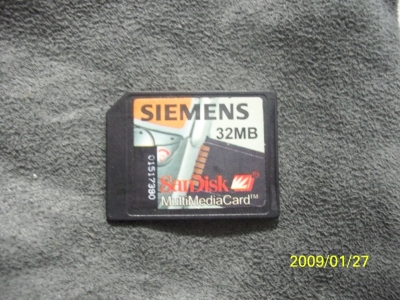 SIEMENS
32MB
01517390
SanDisk
MultiMediaCard™
2009/01/27